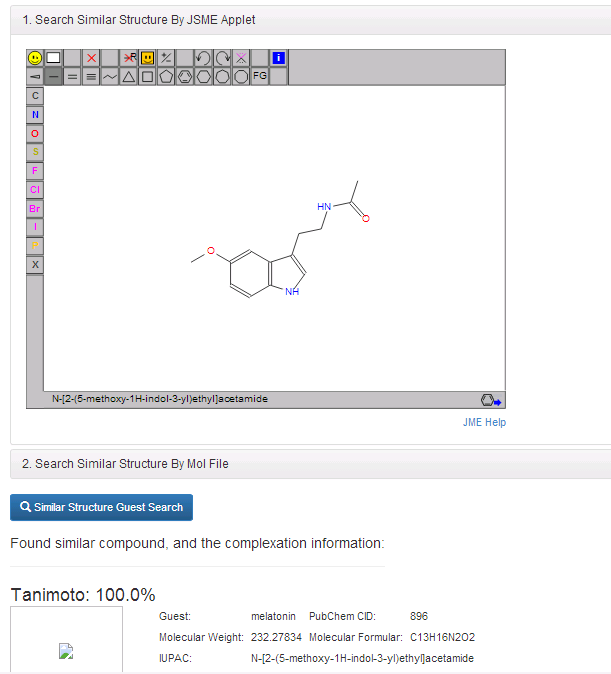 1. Search Similar Structure By JSME Applet
R
i
FG
C
N
O
S
F
Cl
Br
I
P
X
HN
O
O
NH
N-[2-(5-methoxy-1H-indol-3-yl)ethyl]acetamide
JME Help
2. Search Similar Structure By Mol File
Similar Structure Guest Search
Found similar compound, and the complexation information:
Tanimoto: 100.0%
Guest: melatonin PubChem CID: 896
Molecular Weight: 232.27834 Molecular Formular: C13H16N2O2
IUPAC: N-[2-(5-methoxy-1H-indol-3-yl)ethyl]acetamide